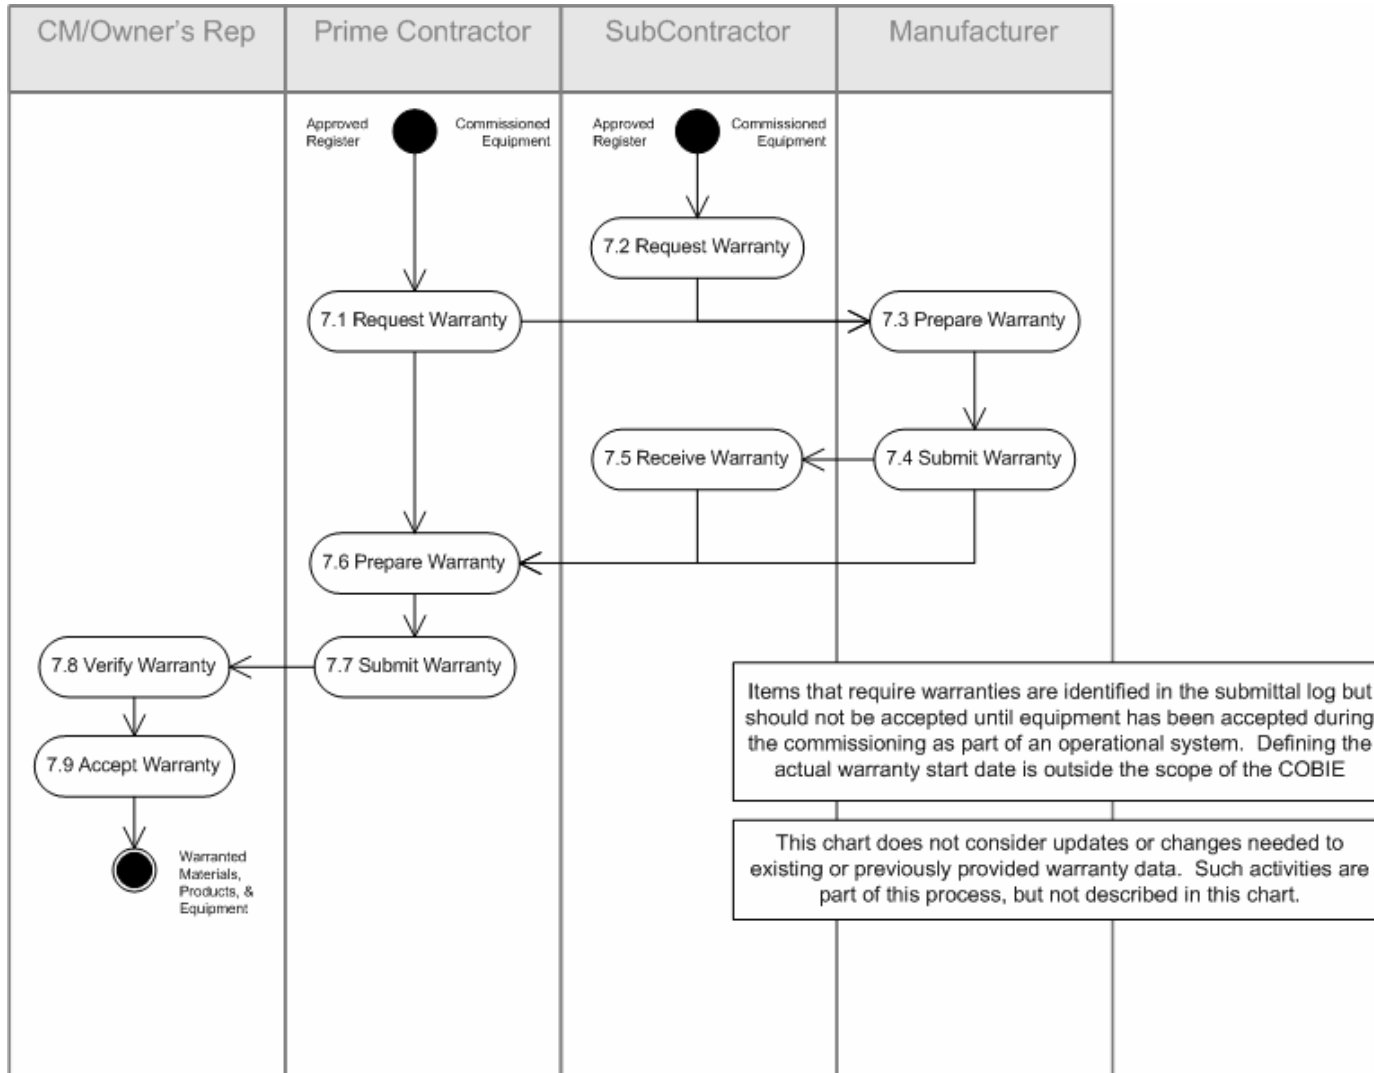 CM/Owner's Rep
Prime Contractor
SubContractor
Manufacturer
Approved
Register
Commissioned
Equipment
Approved
Register
Commissioned
Equipment
7.2 Request Warranty
7.1 Request Warranty
7.3 Prepare Warranty
7.5 Receive Warranty
7.4 Submit Warranty
7.6 Prepare Warranty
7.8 Verify Warranty
7.7 Submit Warranty
7.9 Accept Warranty
Warranted
Materials,
Products, &
Equipment
Items that require warranties are identified in the submittal log but
should not be accepted until equipment has been accepted during
the commissioning as part of an operational system.  Defining the
actual warranty start date is outside the scope of the COBIE
This chart does not consider updates or changes needed to
existing or previously provided warranty data.  Such activities are
part of this process, but not described in this chart.